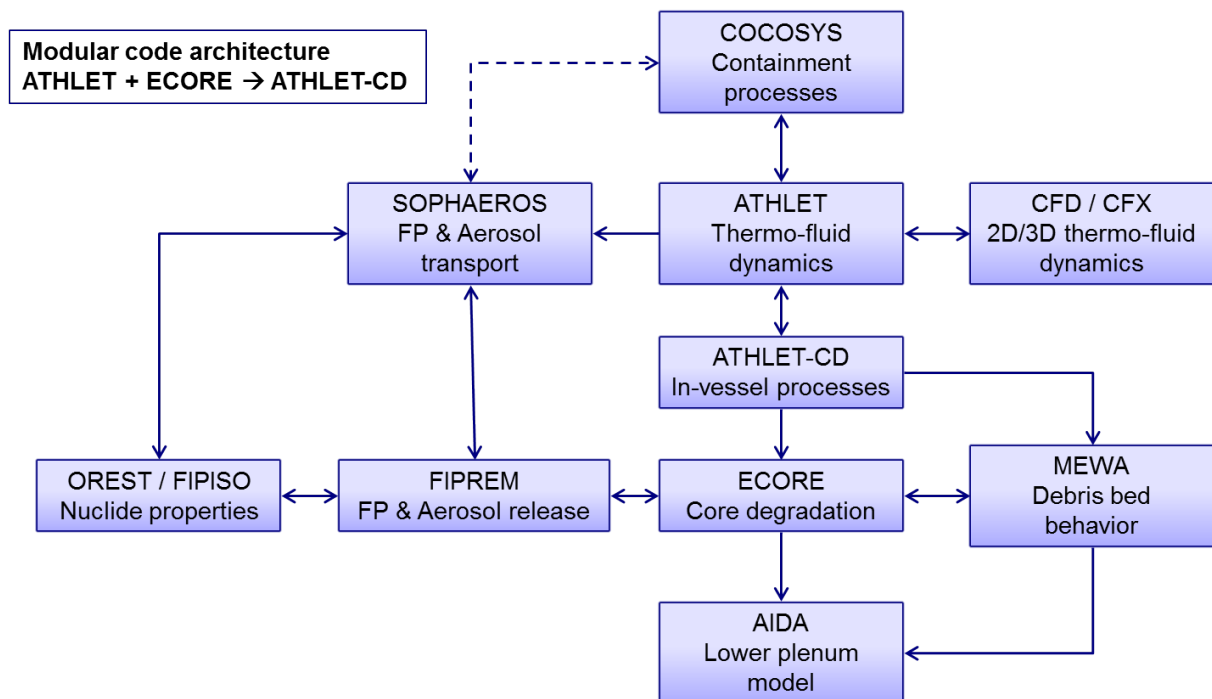 Modular code architecture
ATHLET + ECORE → ATHLET-CD
COCOSYS
Containment
processes
SOPHAEROS
FP & Aerosol
transport
ATHLET
Thermo-fluid
dynamics
CFD / CFX
2D/3D thermo-fluid
dynamics
ATHLET-CD
In-vessel processes
OREST / FIPISO
Nuclide properties
FIPREM
FP & Aerosol release
ECORE
Core degradation
MEWA
Debris bed
behavior
AIDA
Lower plenum
model